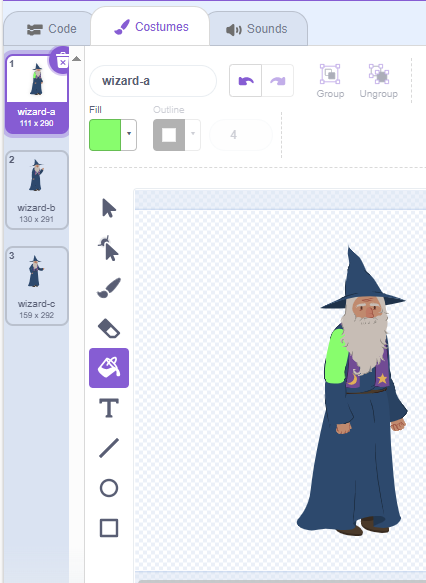 Code
Costumes
Sounds
1
wizard-a
111 x 290
2
wizard-b
130 x 291
3
wizard-c
159 x 292
wizard-a
Group
Ungroup
Fill
Outline
4
T